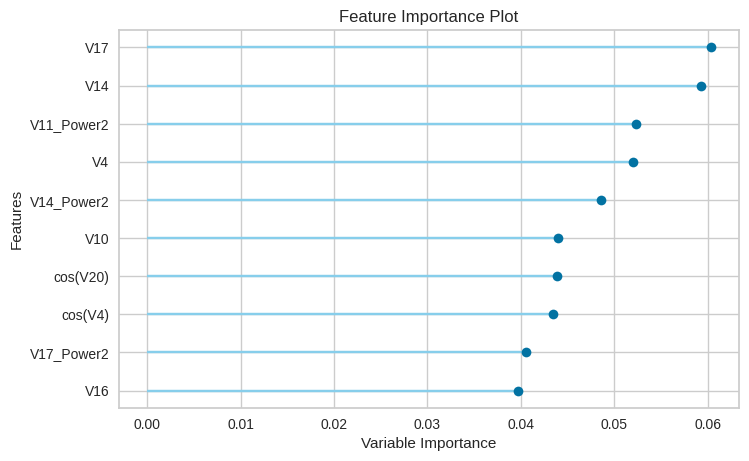 Feature Importance Plot
V17
V14
V11_Power2
V4
V14_Power2
V10
cos(V20)
cos(V4)
V17_Power2
V16
Features
0.00 0.01 0.02 0.03 0.04 0.05 0.06
Variable Importance